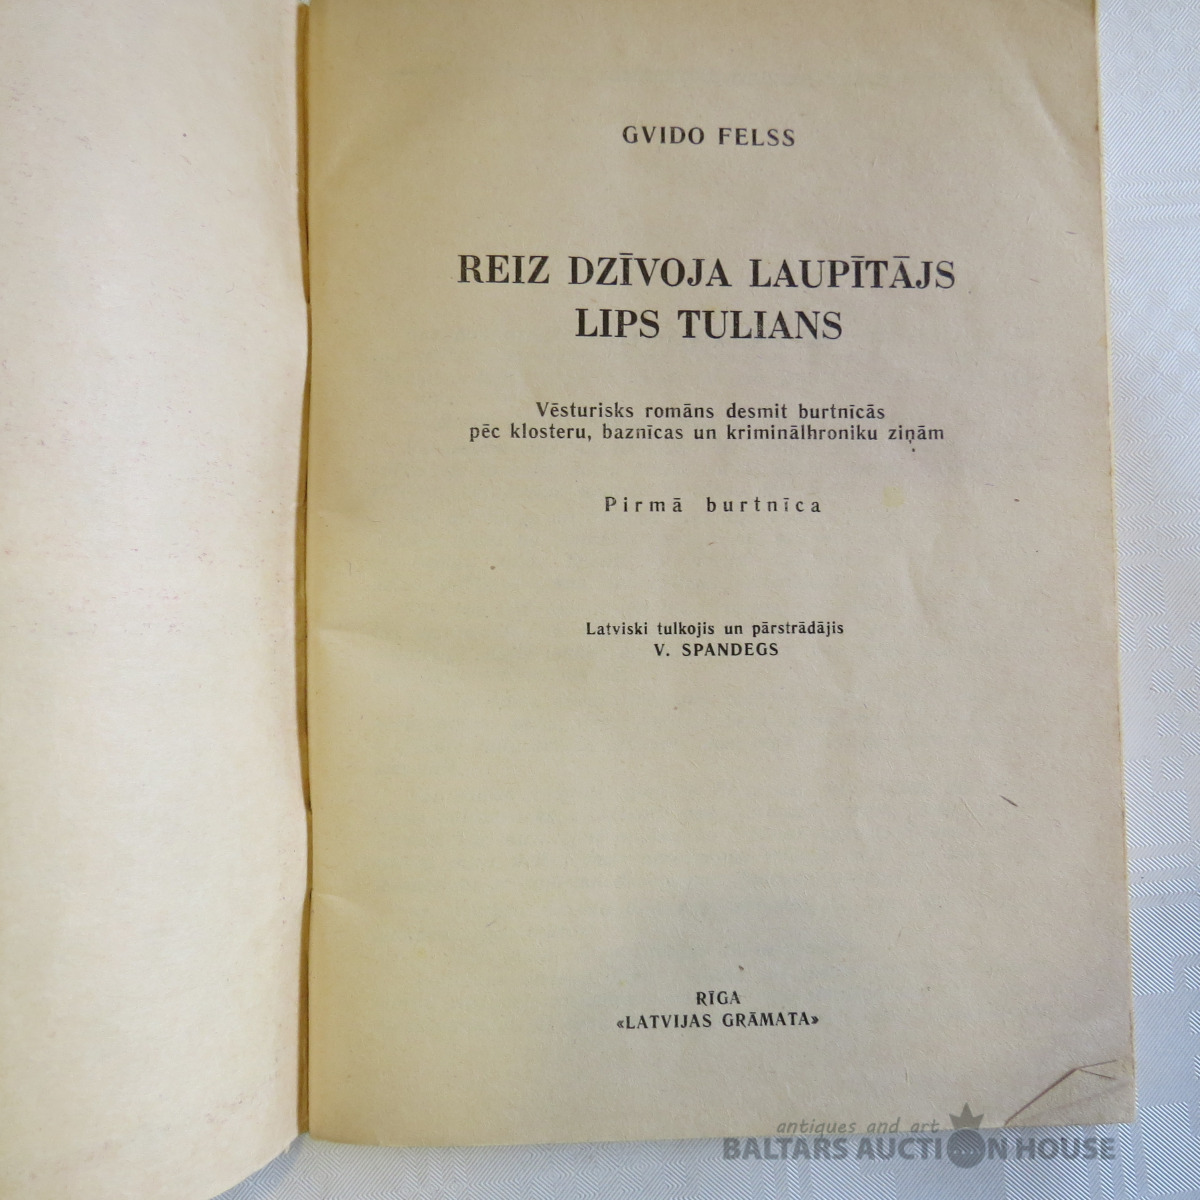 GVIDO FELSS
REIZ DZĪVOJA LAUPĪTĀJS
LIPS TULIANS
Vēsturisks romāns desmit burtnīcās
pēc klosteru, baznīcas un kriminālhroniku ziņām
Pirmā burtnīca
Latviski tulkojis un pārstrādājis
V. SPANDEGS
RĪGA
«LATVIJAS GRĀMATA»
antiques and art
BALTARS AUCTION HOUSE